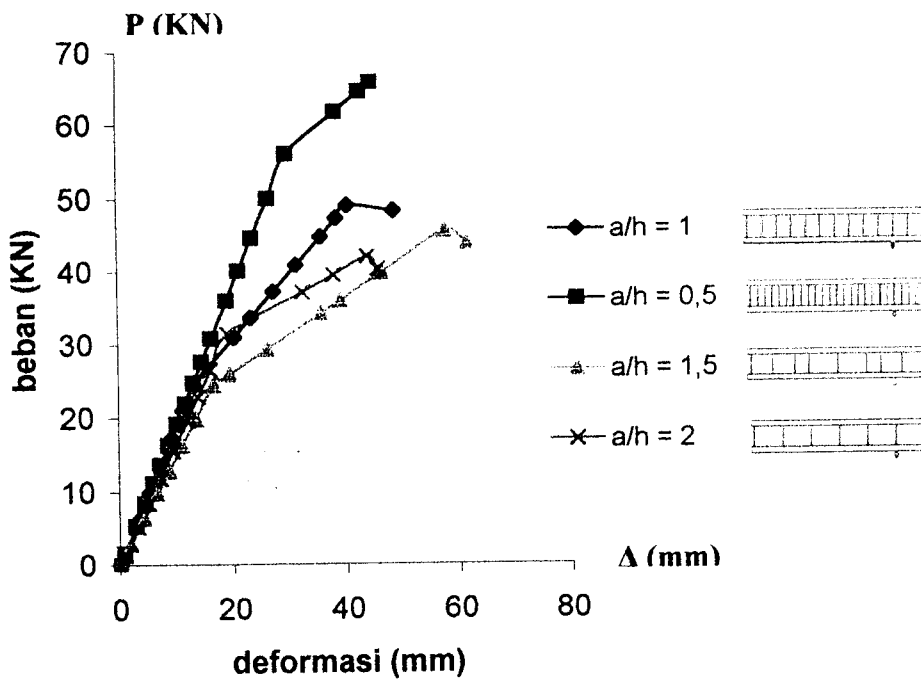 P (KN)
70
60
50
40
30
20
10
0
beban (KN)
0
20
40
60
80
deformasi (mm)
Δ (mm)
a/h = 1
a/h = 0,5
a/h = 1,5
a/h = 2